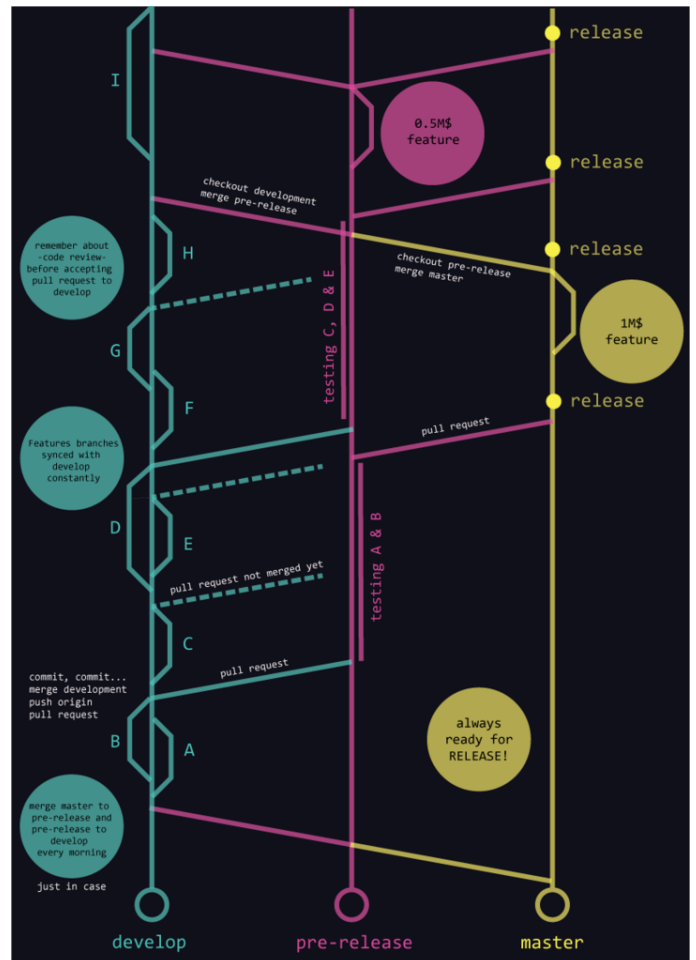 release
I
0.5M$
feature
release
checkout development
merge pre-release
remember about
-code review-
before accepting
pull request to
develop
H
release
checkout pre-release
merge master
testing C, D & E
1M$
feature
G
F
release
pull request
Features branches
synced with
develop
constantly
D
E
testing A & B
pull request not merged yet
C
pull request
commit, commit...
merge development
push origin
pull request
B
A
always
ready for
RELEASE!
merge master to
pre-release and
pre-release to
develop
every morning
just in case
develop
pre-release
master